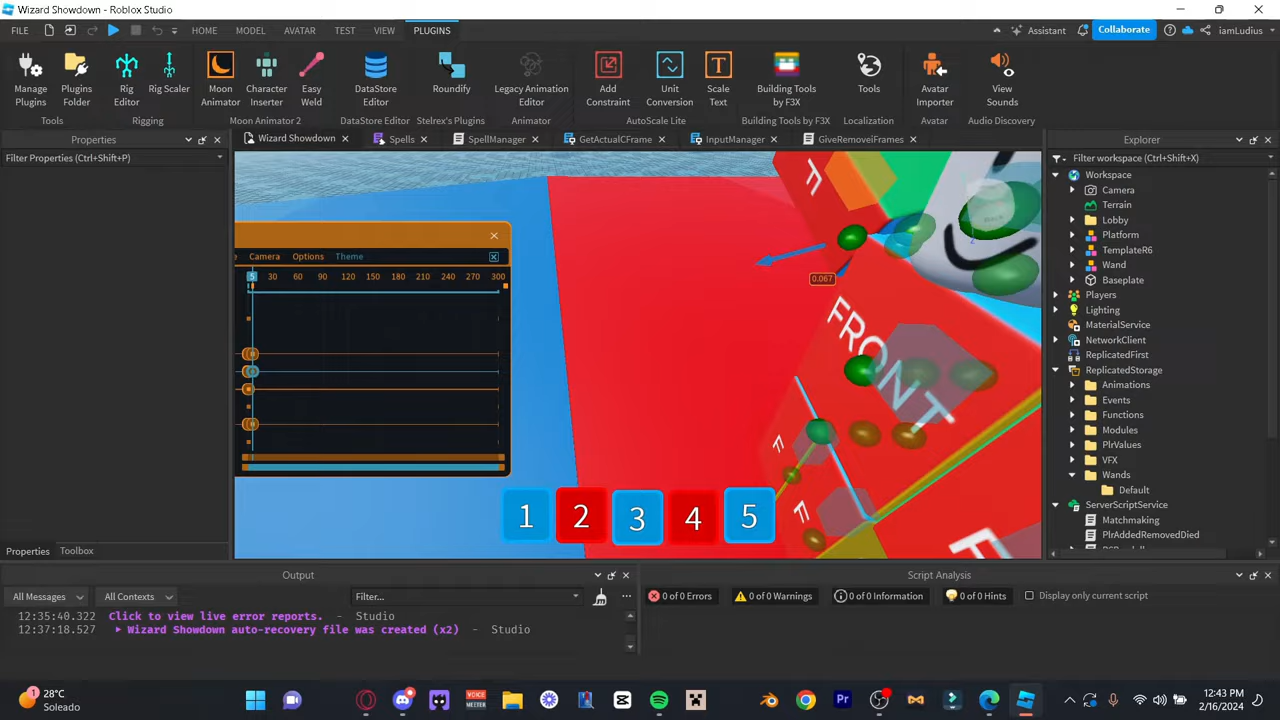 Wizard Showdown - Roblox Studio
FILE HOME MODEL AVATAR TEST VIEW PLUGINS Assistant Collaborate iamLudius
Manage Plugins
Plugins Folder
Tools
Rig Editor
Rig Scaler
Rigging
Moon Animator
Character Inserter
Easy Weld
Moon Animator 2
DataStore Editor
DataStore Editor
Roundify
Stelrex's Plugins
Legacy Animation Editor
Animator
Add Constraint
Unit Conversion
Scale Text
AutoScale Lite
Building Tools by F3X
Building Tools by F3X
Tools
Localization
Avatar Importer
Avatar
View Sounds
Audio Discovery
Properties
Filter Properties (Ctrl+Shift+P)
Wizard Showdown Spells SpellManager GetActualCFrame InputManager GiveRemoveiFrames
Camera Options Theme
5 30 60 90 120 150 180 210 240 270 300
0.067
F
Back
Z
FRONT
F
F
1 2 3 4 5
Explorer
Filter workspace (Ctrl+Shift+X)
Workspace
Camera
Terrain
Lobby
Platform
TemplateR6
Wand
Baseplate
Players
Lighting
MaterialService
NetworkClient
ReplicatedFirst
ReplicatedStorage
Animations
Events
Functions
Modules
PlrValues
VFX
Wands
Default
ServerScriptService
Matchmaking
PlrAddedRemovedDied
Properties Toolbox
Output
All Messages All Contexts Filter...
12:35:40.322 Click to view live error reports. - Studio
12:37:18.527 Wizard Showdown auto-recovery file was created (x2) - Studio
Script Analysis
0 of 0 Errors 0 of 0 Warnings 0 of 0 Information 0 of 0 Hints Display only current script
1
28°C
Soleado
VOICE MEETER
Pr
12:43 PM
2/16/2024